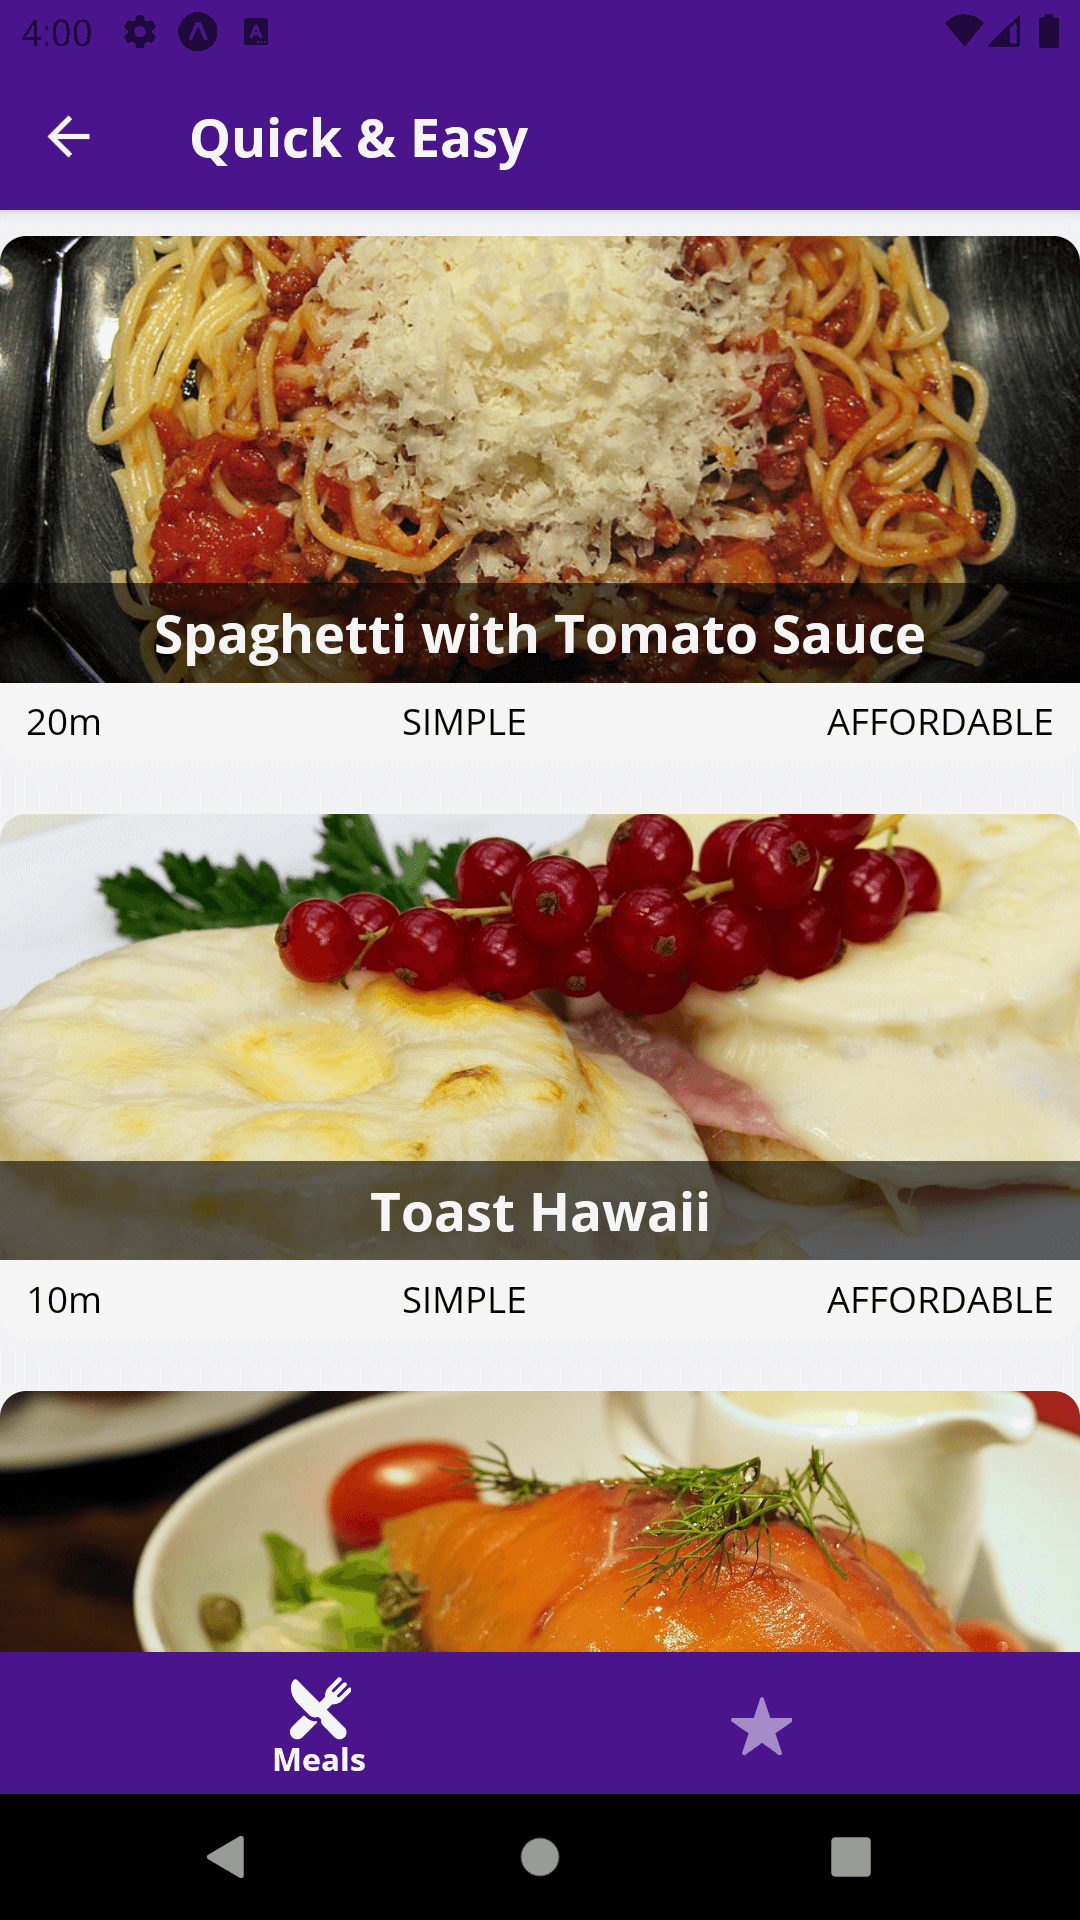 4:00
Quick & Easy
Spaghetti with Tomato Sauce
20m SIMPLE AFFORDABLE
Toast Hawaii
10m SIMPLE AFFORDABLE
Meals